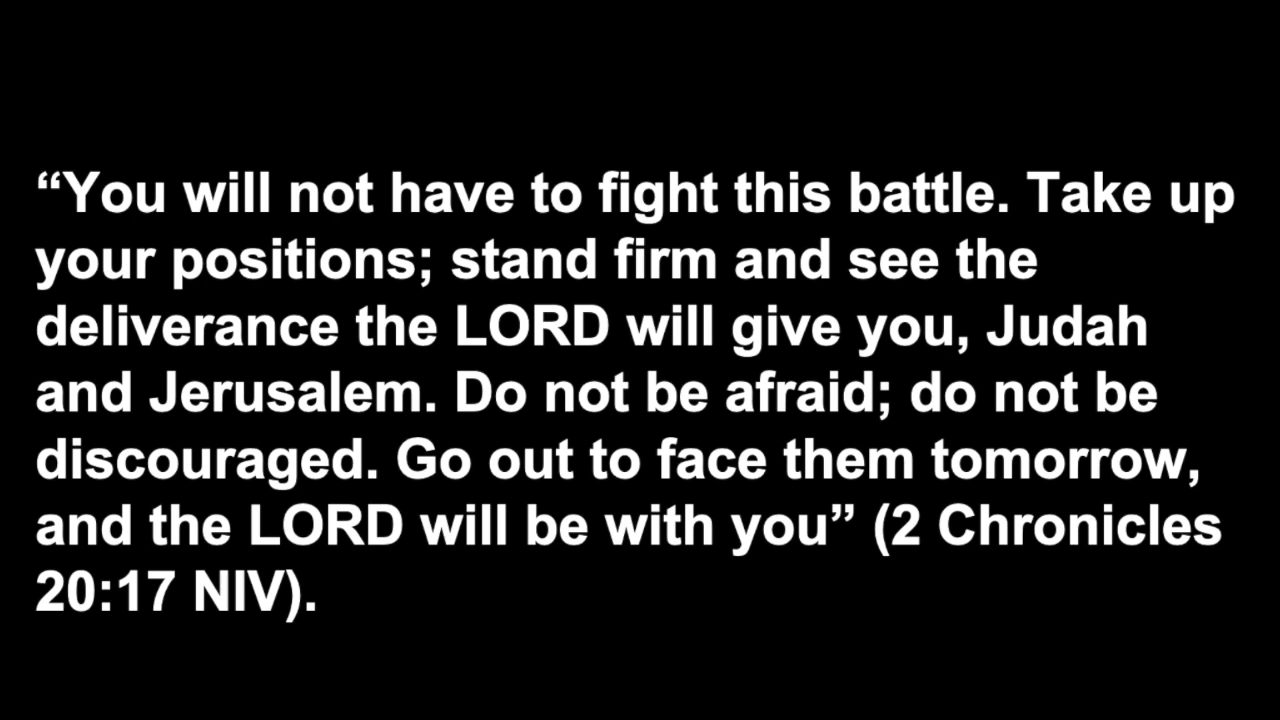 “You will not have to fight this battle. Take up
your positions; stand firm and see the
deliverance the LORD will give you, Judah
and Jerusalem. Do not be afraid; do not be
discouraged. Go out to face them tomorrow,
and the LORD will be with you” (2 Chronicles
20:17 NIV).